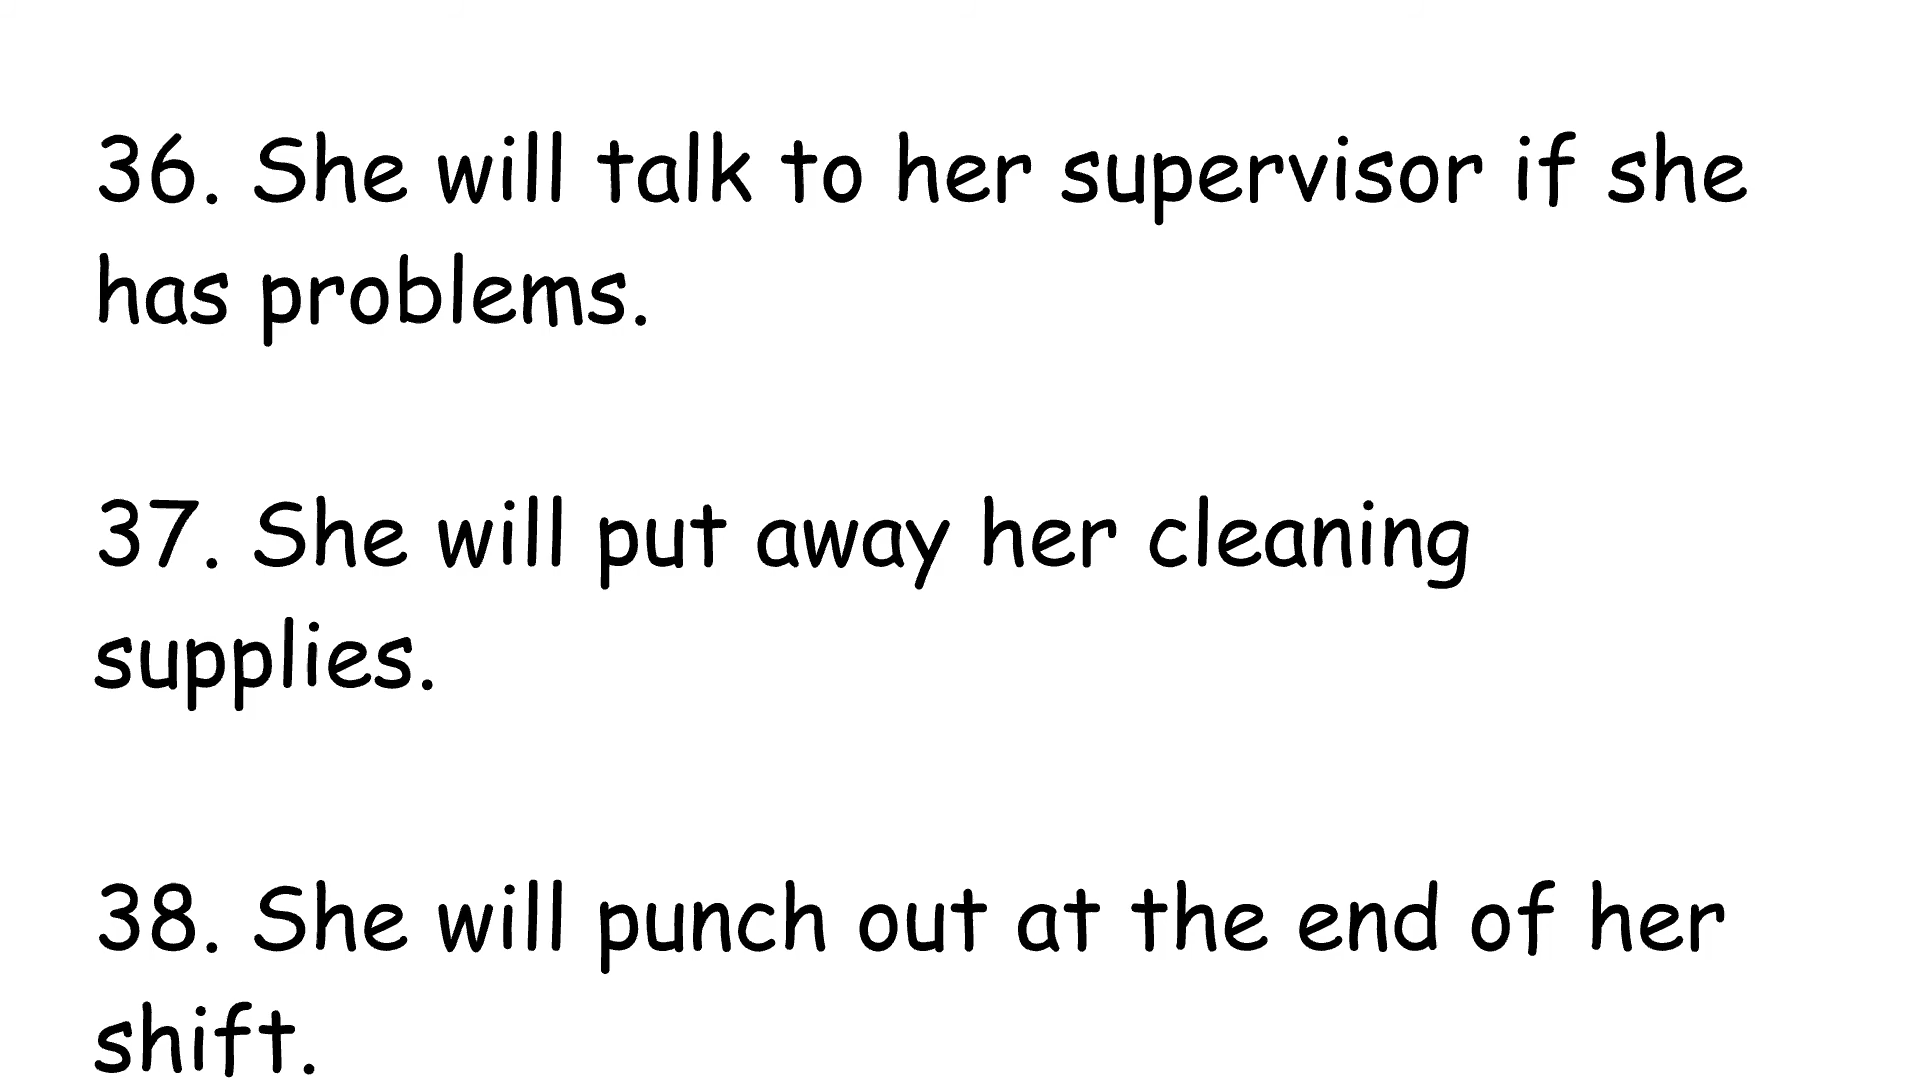 36. She will talk to her supervisor if she
has problems.
37. She will put away her cleaning
supplies.
38. She will punch out at the end of her
shift.